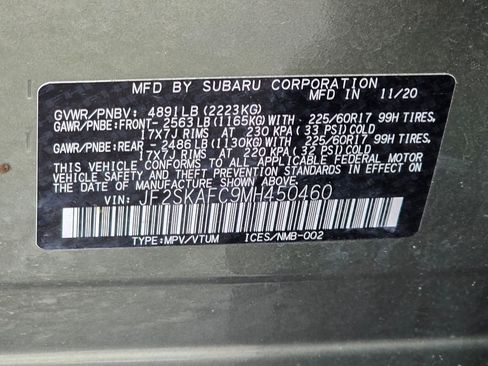 MFD BY SUBARU CORPORATION
MFD IN 11/20
GVWR/PNBV: 4891LB (2223KG)
GAWR/PNBE:FRONT- 2563LB(1165KG)WITH 225/60R17 99H TIRES,
17X7J RIMS AT 230 KPA( 33 PSI)COLD
GAWR/PNBE:REAR -2486LB(1130KG)WITH 225/60R17 99H TIRES,
17X7J RIMS AT 220 KPA( 32 PSI)COLD
THIS VEHICLE CONFORMS TO ALL APPLICABLE FEDERAL MOTOR
VEHICLE SAFETY AND THEFT PREVENTION STANDARDS IN EFFECT
ON THE DATE OF MANUFACTURE SHOWN ABOVE.
VIN: JF2SKAFC9MH450460
TYPE:MPV/VTUM ICES/NMB-002